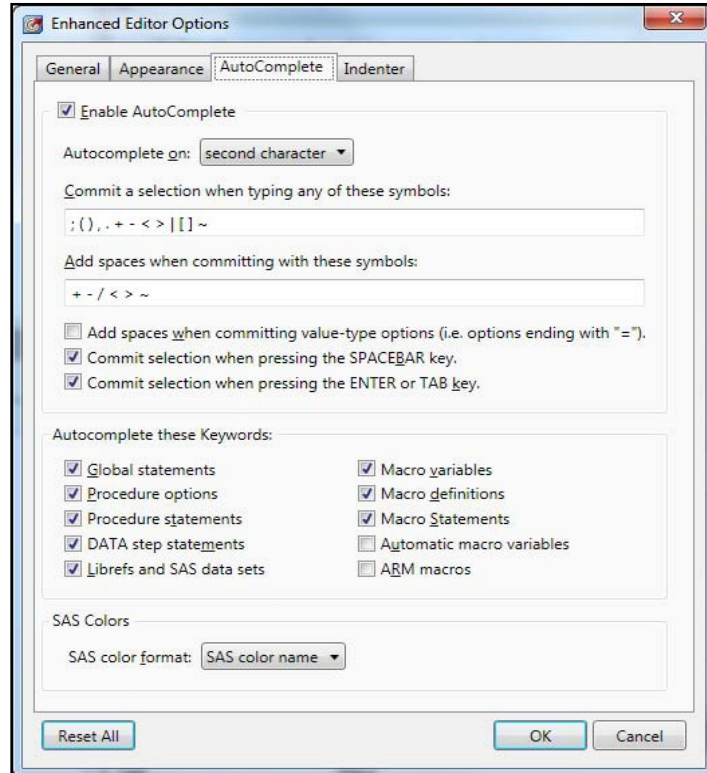 Enhanced Editor Options
General Appearance AutoComplete Indenter
Enable AutoComplete
Autocomplete on: second character
Commit a selection when typing any of these symbols:
; ( ) , . + - < > | [ ] ~
Add spaces when committing with these symbols:
+ - / < > ~
Add spaces when committing value-type options (i.e. options ending with "=").
Commit selection when pressing the SPACEBAR key.
Commit selection when pressing the ENTER or TAB key.
Autocomplete these Keywords:
Global statements Macro variables
Procedure options Macro definitions
Procedure statements Macro Statements
DATA step statements Automatic macro variables
Librefs and SAS data sets ARM macros
SAS Colors
SAS color format: SAS color name
Reset All OK Cancel